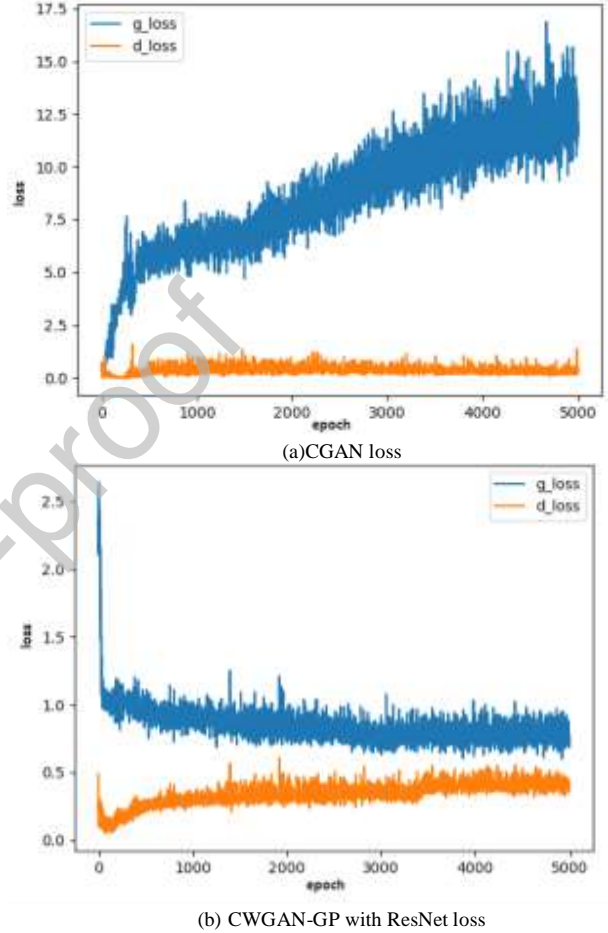 17.5
g_loss
d_loss
15.0
12.5
10.0
7.5
5.0
2.5
0.0
loss
0 1000 2000 3000 4000 5000
epoch
(a)CGAN loss
g_loss
d_loss
2.5
2.0
1.5
1.0
0.5
0.0
loss
0 1000 2000 3000 4000 5000
epoch
(b) CWGAN-GP with ResNet loss
-proof